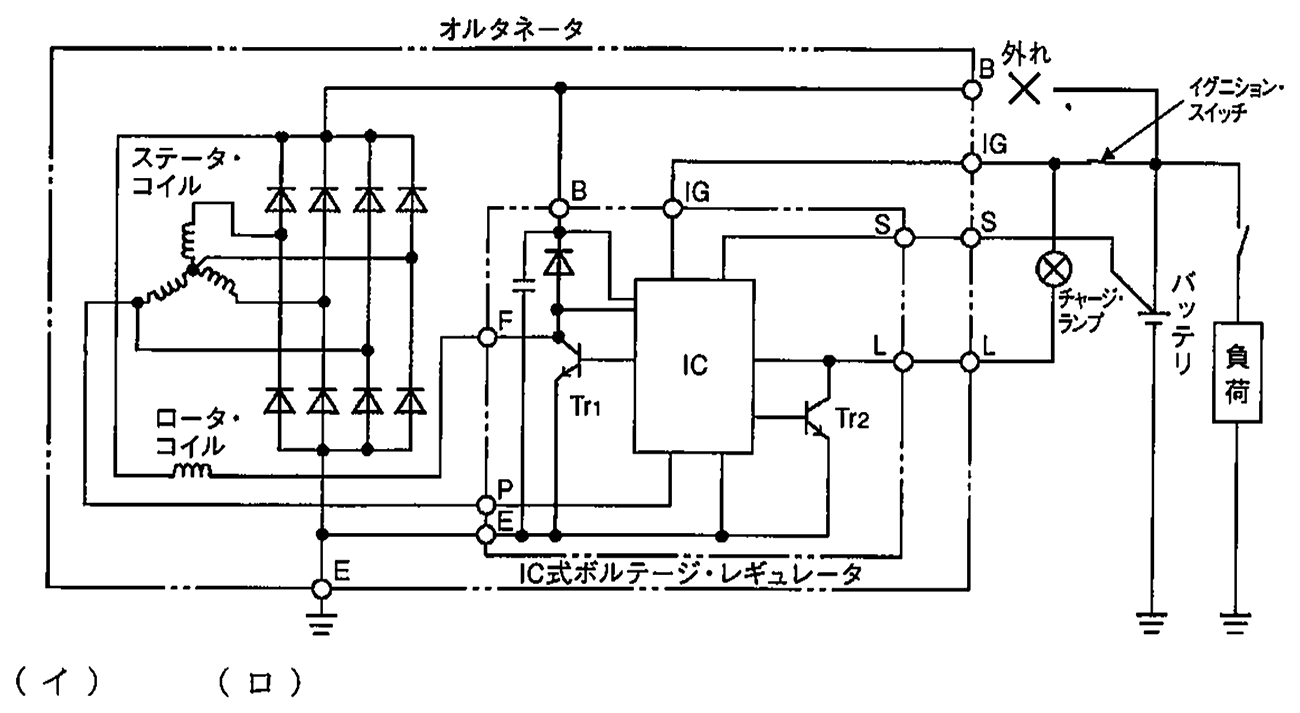 オルタネータ
B
外れ
イグニション・
スイッチ
IG
ステータ・
コイル
B
IG
S
S
F
チャージ・
ランプ
バッテリ
IC
L
L
負荷
Tr1
Tr2
ロータ・
コイル
P
E
E
IC式ボルテージ・レギュレータ
(イ) (ロ)